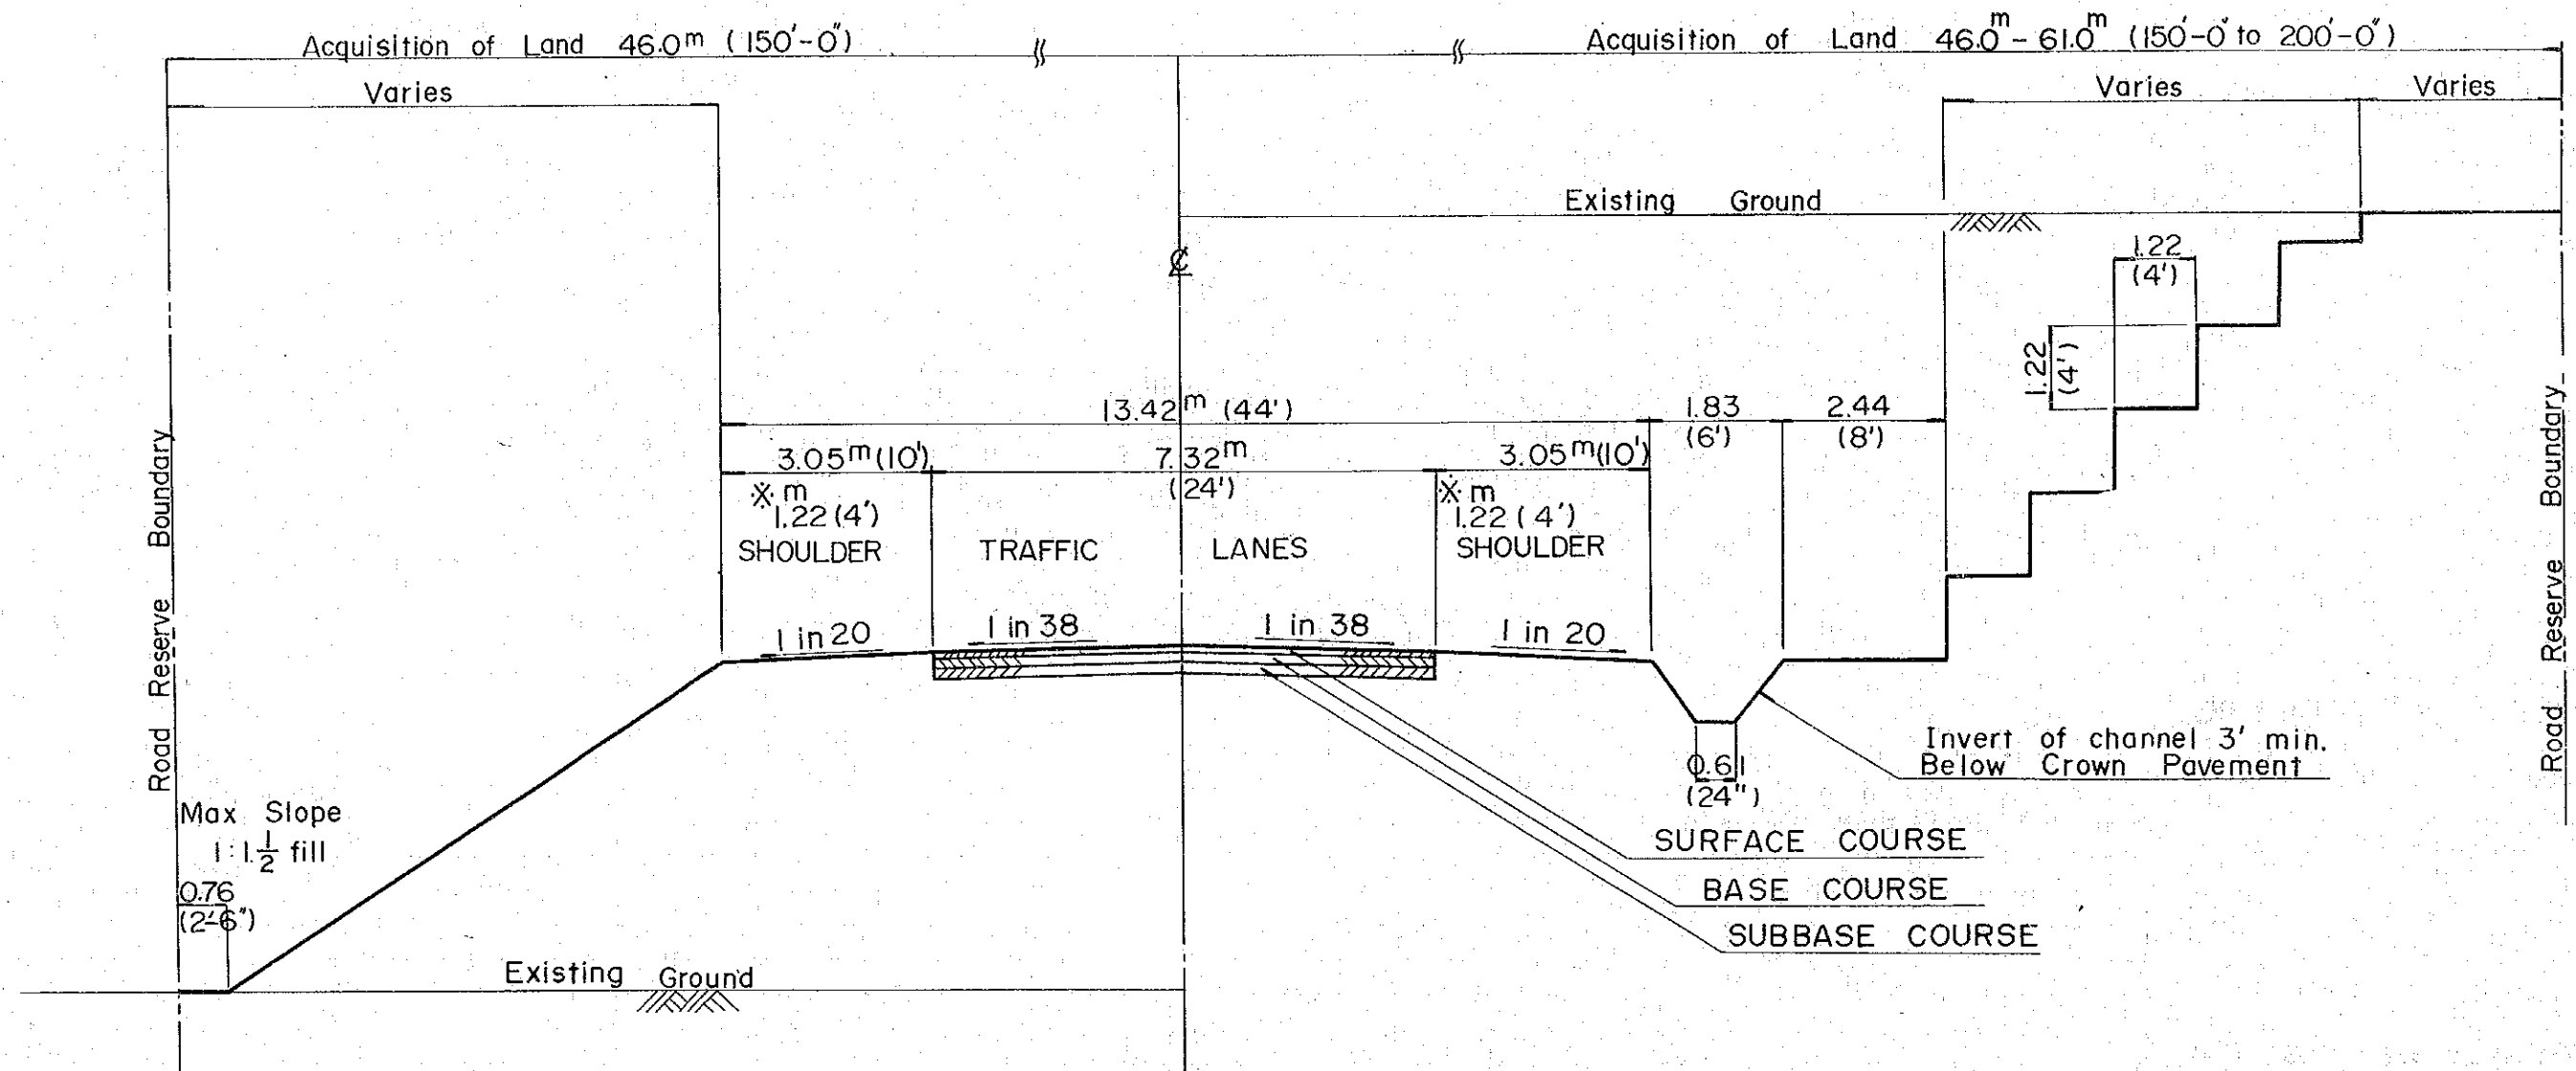 Acquisition of Land 46.0m (150'-0")
Acquisition of Land 46.0m - 61.0m (150'-0" to 200'-0")
Varies
Varies
Varies
Existing Ground
℄
1.22
(4')
1.22
(4')
13.42m (44')
1.83
(6')
2.44
(8')
3.05m (10')
7.32m
(24')
3.05m (10')
※ m
1.22 (4')
SHOULDER
TRAFFIC LANES
※ m
1.22 (4')
SHOULDER
1 in 20
1 in 38
1 in 38
1 in 20
Road Reserve Boundary
Road Reserve Boundary
Invert of channel 3' min.
Below Crown Pavement
0.61
(24")
Max Slope
1:1.1/2 fill
0.76
(2'-6")
SURFACE COURSE
BASE COURSE
SUBBASE COURSE
Existing Ground